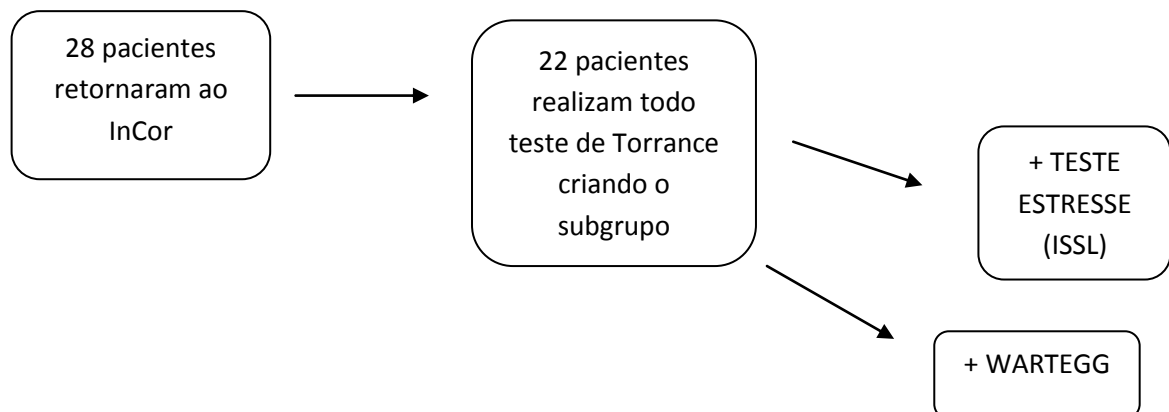 28 pacientes
retornaram ao
InCor
22 pacientes
realizam todo
teste de Torrance
criando o
subgrupo
+ TESTE
ESTRESSE
(ISSL)
+ WARTEGG